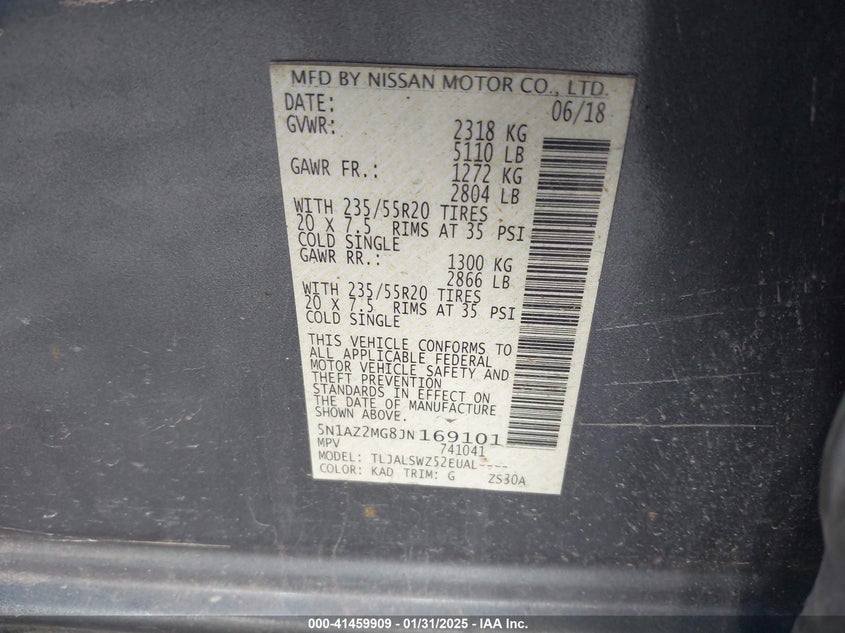 MFD BY NISSAN MOTOR CO., LTD.
DATE: 06/18
GVWR: 2318 KG
5110 LB
GAWR FR.: 1272 KG
2804 LB
WITH 235/55R20 TIRES
20 X 7.5 RIMS AT 35 PSI
COLD SINGLE
GAWR RR.: 1300 KG
2866 LB
WITH 235/55R20 TIRES
20 X 7.5 RIMS AT 35 PSI
COLD SINGLE
THIS VEHICLE CONFORMS TO
ALL APPLICABLE FEDERAL
MOTOR VEHICLE SAFETY AND
THEFT PREVENTION
STANDARDS IN EFFECT ON
THE DATE OF MANUFACTURE
SHOWN ABOVE.
5N1AZ2MG8JN169101
MPV 741041
MODEL: TLJALSWZ52EUAL----
COLOR: KAD TRIM: G ZS30A
000-41459909 - 01/31/2025 - IAA Inc.